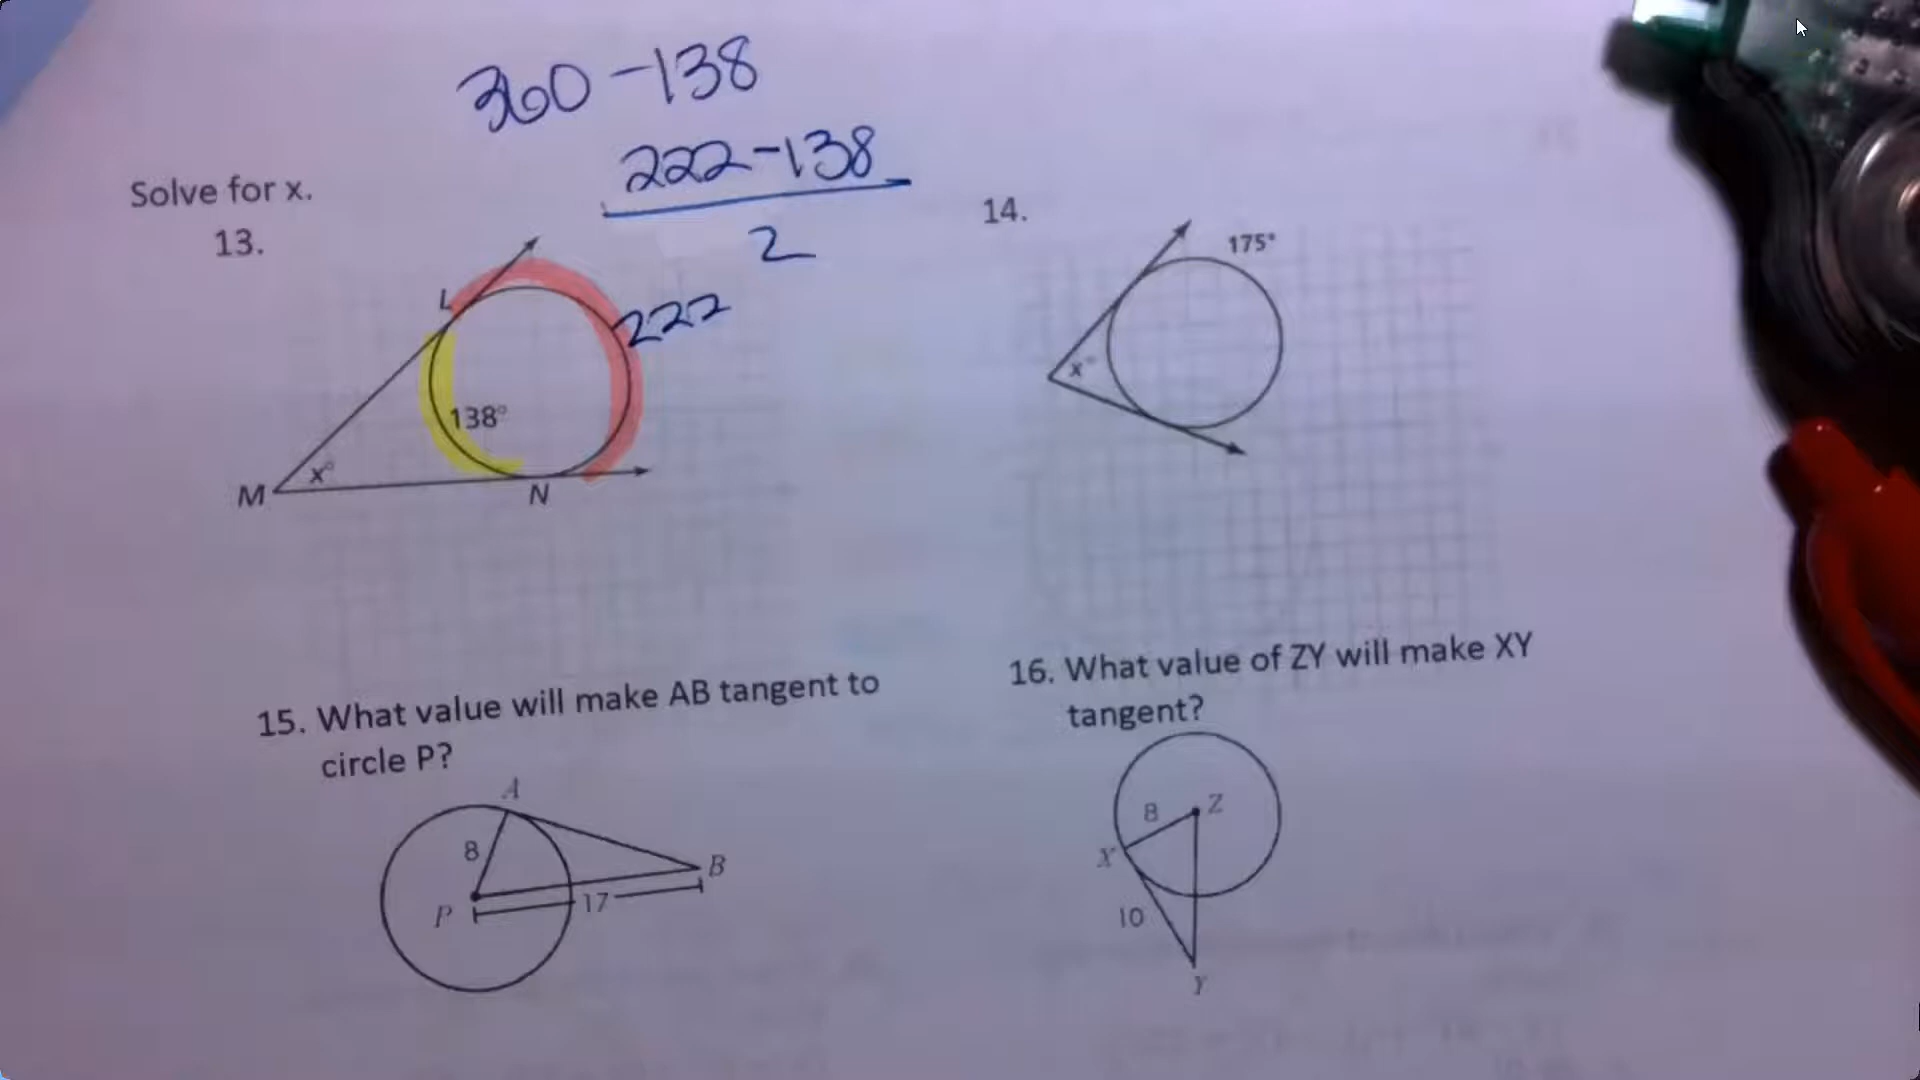 360 - 138
222 - 138
2
Solve for x.
13.
L
222
138°
x°
M
N
14.
175°
x°
15. What value will make AB tangent to
circle P?
A
8
B
P
17
16. What value of ZY will make XY
tangent?
8
Z
X
10
Y